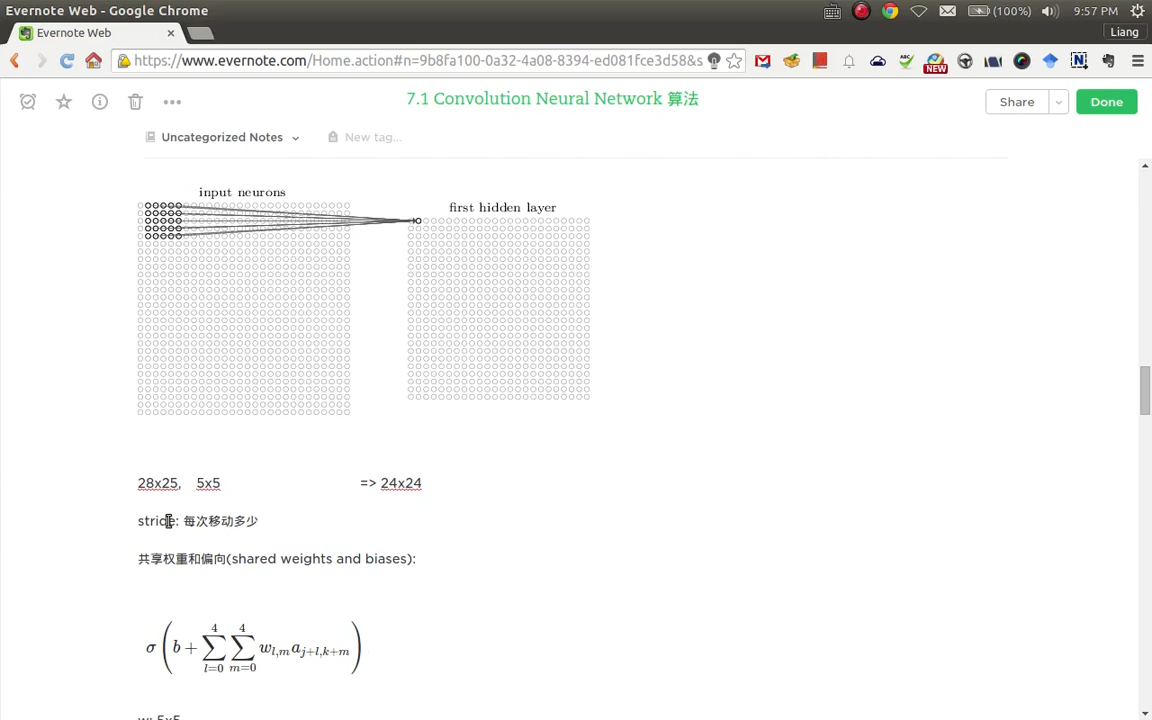 Evernote Web - Google Chrome
(100%)
9:57 PM
Evernote Web
Liang
https://www.evernote.com/Home.action#n=9b8fa100-0a32-4a08-8394-ed081fce3d58&s
NEW
7.1 Convolution Neural Network 算法
Share
Done
Uncategorized Notes
New tag...
input neurons
first hidden layer
28x25, 5x5 => 24x24
stride: 每次移动多少
共享权重和偏向(shared weights and biases):
σ(b + ∑_{l=0}^{4} ∑_{m=0}^{4} w_{l,m} a_{j+l,k+m})
w: 5x5